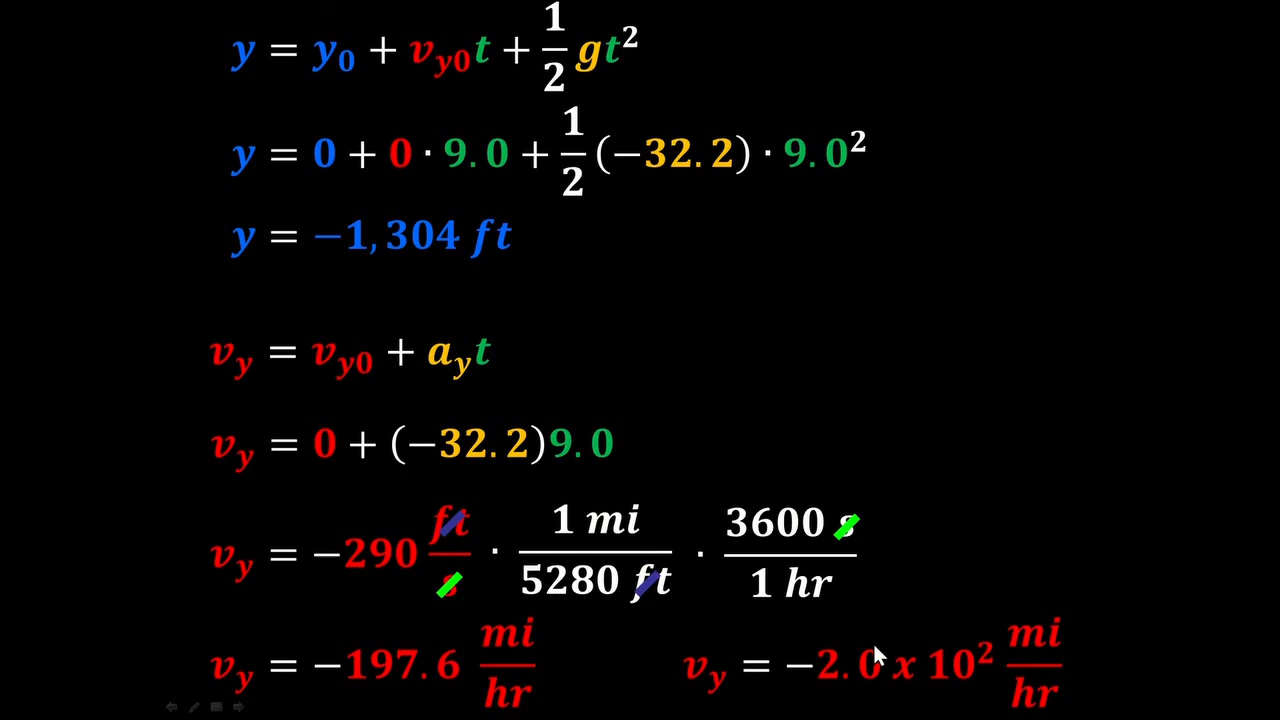 y = y₀ + v_y0 t + 1/2 gt²
y = 0 + 0 · 9.0 + 1/2 (−32.2) · 9.0²
y = −1,304 ft
v_y = v_y0 + a_y t
v_y = 0 + (−32.2)9.0
v_y = −290 ft/s · 1 mi/5280 ft · 3600 s/1 hr
v_y = −197.6 mi/hr v_y = −2.0 x 10² mi/hr